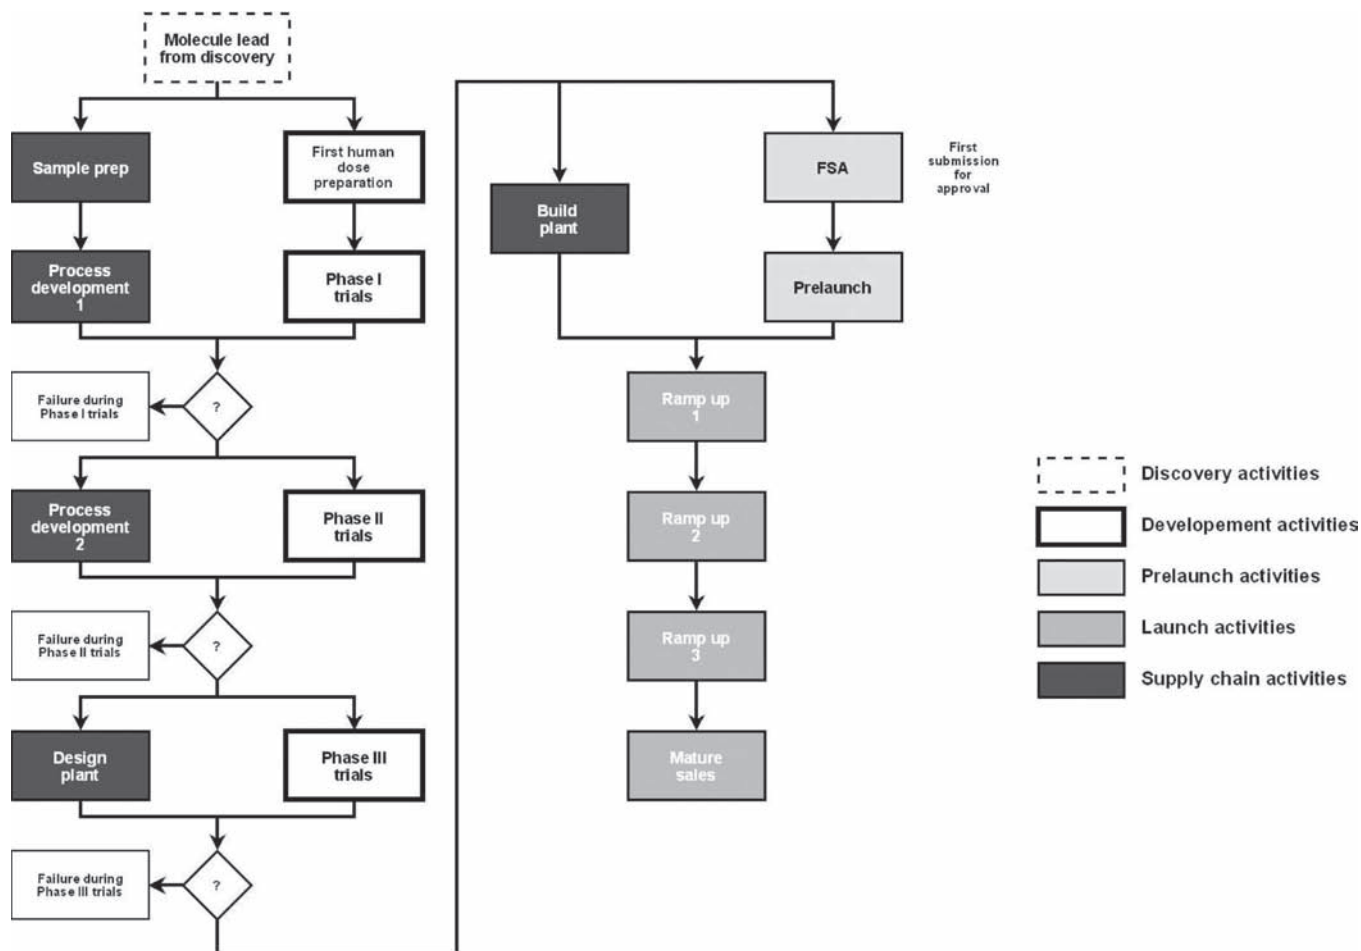 Molecule lead
from discovery
Sample prep
First human
dose
preparation
Process
development
1
Phase I
trials
?
Failure during
Phase I trials
Process
development
2
Phase II
trials
?
Failure during
Phase II trials
Design
plant
Phase III
trials
?
Failure during
Phase III trials
Build
plant
FSA
First
submission
for
approval
Prelaunch
Ramp up
1
Ramp up
2
Ramp up
3
Mature
sales
Discovery activities
Developement activities
Prelaunch activities
Launch activities
Supply chain activities